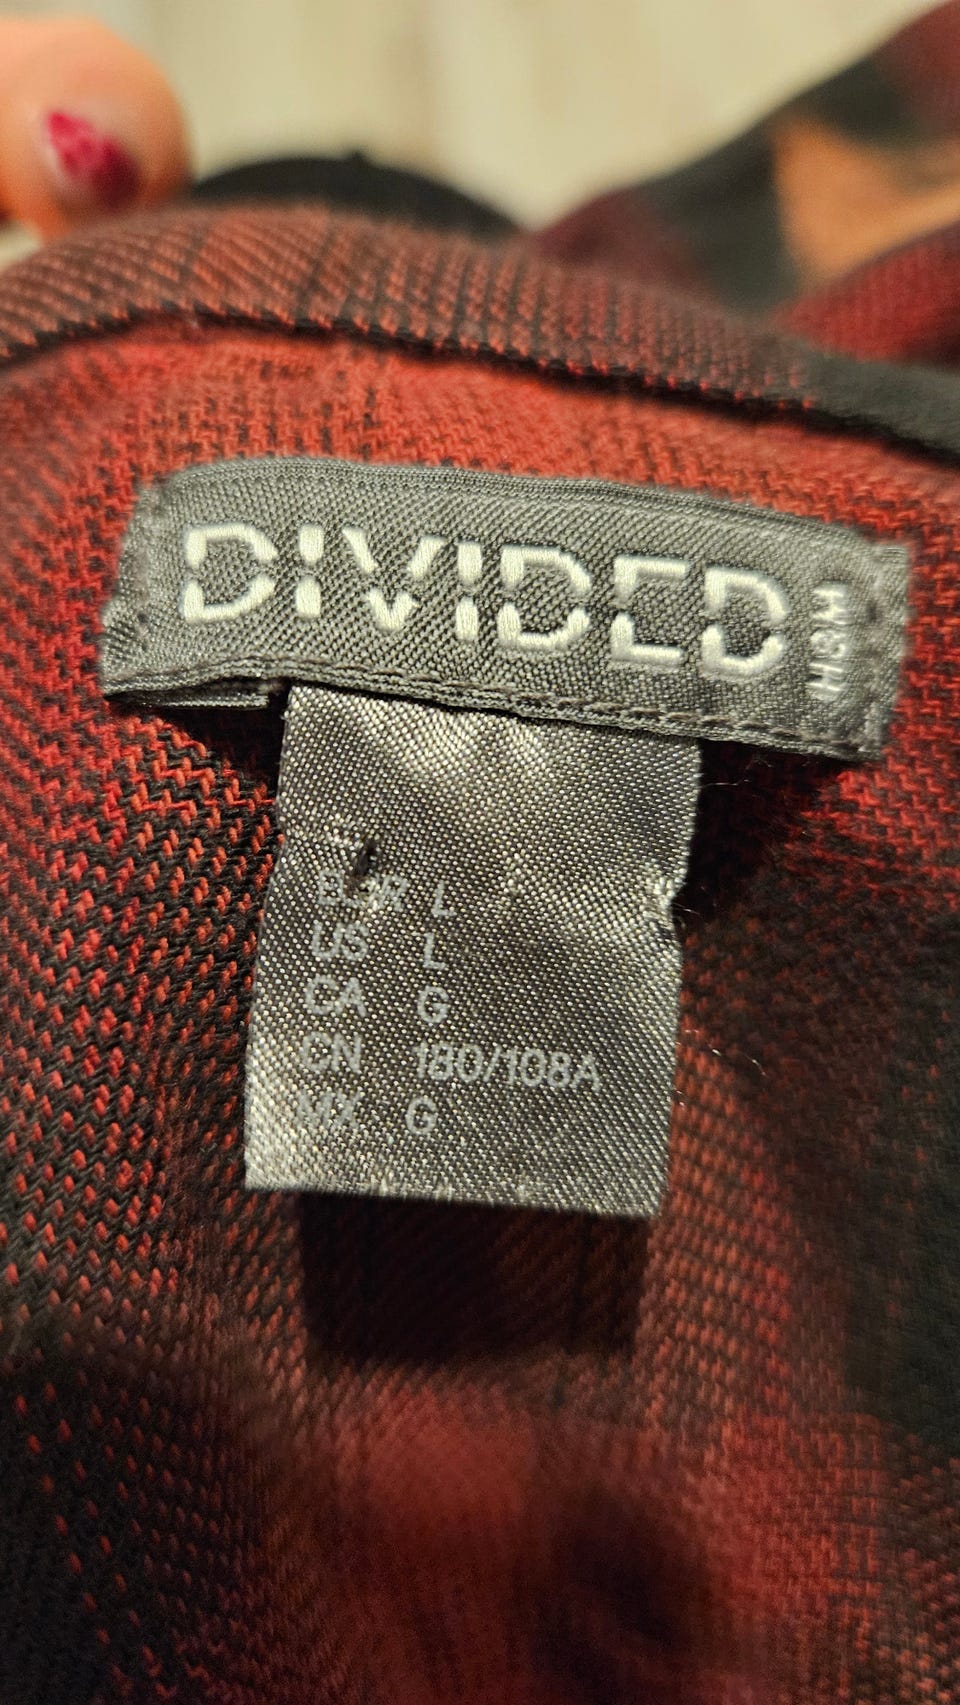 DIVIDED H&M
EUR L
US L
CA G
CN 180/108A
MX G